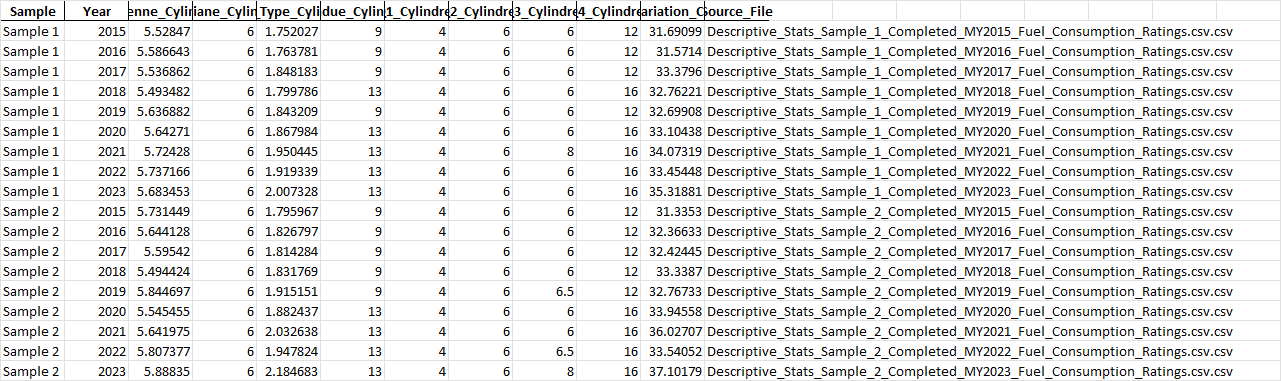 Sample Year enne_Cylin iane_Cylin _Type_Cylin due_Cylin 1_Cylindre 2_Cylindre 3_Cylindre 4_Cylindre ariation_C Source_File
Sample 1 2015 5.52847 6 1.752027 9 4 6 6 12 31.69099 Descriptive_Stats_Sample_1_Completed_MY2015_Fuel_Consumption_Ratings.csv.csv
Sample 1 2016 5.586643 6 1.763781 9 4 6 6 12 31.5714 Descriptive_Stats_Sample_1_Completed_MY2016_Fuel_Consumption_Ratings.csv.csv
Sample 1 2017 5.536862 6 1.848183 9 4 6 6 12 33.3796 Descriptive_Stats_Sample_1_Completed_MY2017_Fuel_Consumption_Ratings.csv.csv
Sample 1 2018 5.493482 6 1.799786 13 4 6 6 16 32.76221 Descriptive_Stats_Sample_1_Completed_MY2018_Fuel_Consumption_Ratings.csv.csv
Sample 1 2019 5.636882 6 1.843209 9 4 6 6 12 32.69908 Descriptive_Stats_Sample_1_Completed_MY2019_Fuel_Consumption_Ratings.csv.csv
Sample 1 2020 5.64271 6 1.867984 13 4 6 6 16 33.10438 Descriptive_Stats_Sample_1_Completed_MY2020_Fuel_Consumption_Ratings.csv.csv
Sample 1 2021 5.72428 6 1.950445 13 4 6 8 16 34.07319 Descriptive_Stats_Sample_1_Completed_MY2021_Fuel_Consumption_Ratings.csv.csv
Sample 1 2022 5.737166 6 1.919339 13 4 6 6 16 33.45448 Descriptive_Stats_Sample_1_Completed_MY2022_Fuel_Consumption_Ratings.csv.csv
Sample 1 2023 5.683453 6 2.007328 13 4 6 6 16 35.31881 Descriptive_Stats_Sample_1_Completed_MY2023_Fuel_Consumption_Ratings.csv.csv
Sample 2 2015 5.731449 6 1.795967 9 4 6 6 12 31.3353 Descriptive_Stats_Sample_2_Completed_MY2015_Fuel_Consumption_Ratings.csv.csv
Sample 2 2016 5.644128 6 1.826797 9 4 6 6 12 32.36633 Descriptive_Stats_Sample_2_Completed_MY2016_Fuel_Consumption_Ratings.csv.csv
Sample 2 2017 5.59542 6 1.814284 9 4 6 6 12 32.42445 Descriptive_Stats_Sample_2_Completed_MY2017_Fuel_Consumption_Ratings.csv.csv
Sample 2 2018 5.494424 6 1.831769 9 4 6 6 12 33.3387 Descriptive_Stats_Sample_2_Completed_MY2018_Fuel_Consumption_Ratings.csv.csv
Sample 2 2019 5.844697 6 1.915151 9 4 6 6.5 12 32.76733 Descriptive_Stats_Sample_2_Completed_MY2019_Fuel_Consumption_Ratings.csv.csv
Sample 2 2020 5.545455 6 1.882437 13 4 6 6 16 33.94558 Descriptive_Stats_Sample_2_Completed_MY2020_Fuel_Consumption_Ratings.csv.csv
Sample 2 2021 5.641975 6 2.032638 13 4 6 6 16 36.02707 Descriptive_Stats_Sample_2_Completed_MY2021_Fuel_Consumption_Ratings.csv.csv
Sample 2 2022 5.807377 6 1.947824 13 4 6 6.5 16 33.54052 Descriptive_Stats_Sample_2_Completed_MY2022_Fuel_Consumption_Ratings.csv.csv
Sample 2 2023 5.88835 6 2.184683 13 4 6 8 16 37.10179 Descriptive_Stats_Sample_2_Completed_MY2023_Fuel_Consumption_Ratings.csv.csv